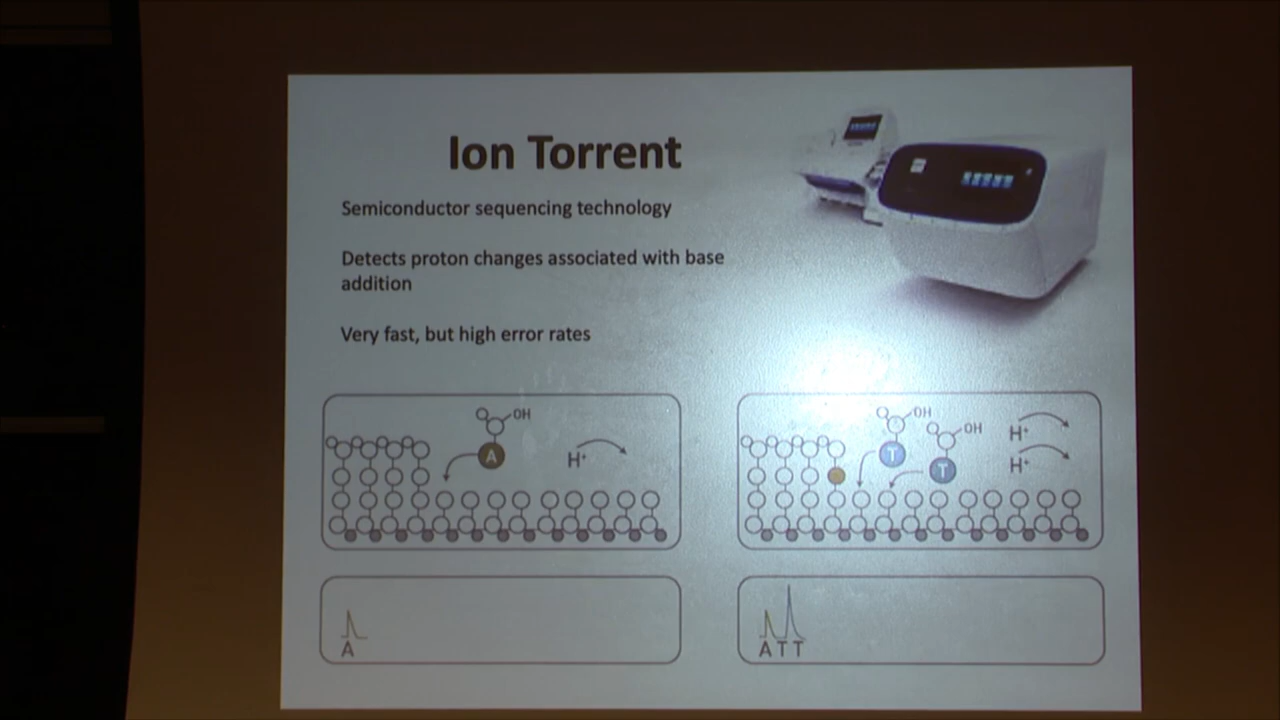 Ion Torrent
Semiconductor sequencing technology
Detects proton changes associated with base
addition
Very fast, but high error rates
OH
A
H+
OH
OH
T
T
H+
H+
A
ATT